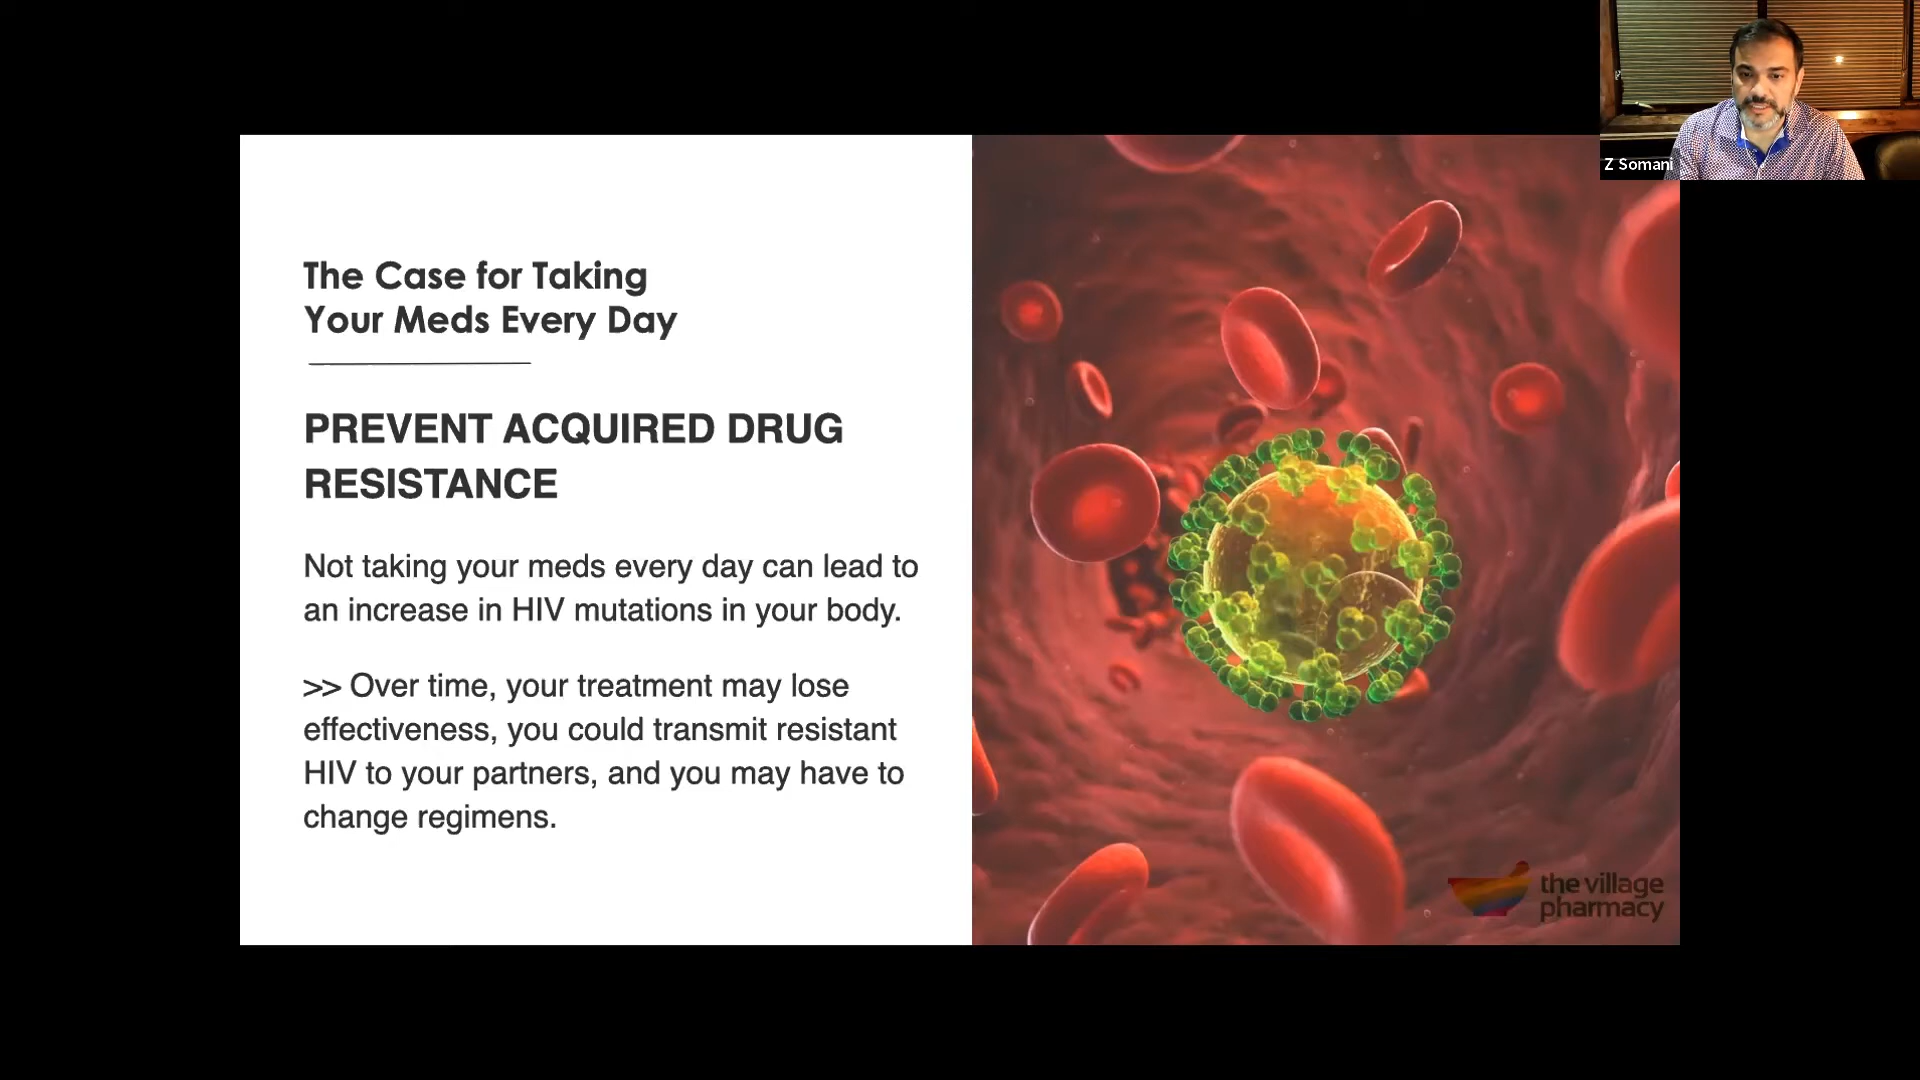 The Case for Taking
Your Meds Every Day
PREVENT ACQUIRED DRUG
RESISTANCE
Not taking your meds every day can lead to
an increase in HIV mutations in your body.
>> Over time, your treatment may lose
effectiveness, you could transmit resistant
HIV to your partners, and you may have to
change regimens.
the village
pharmacy
Z Somani